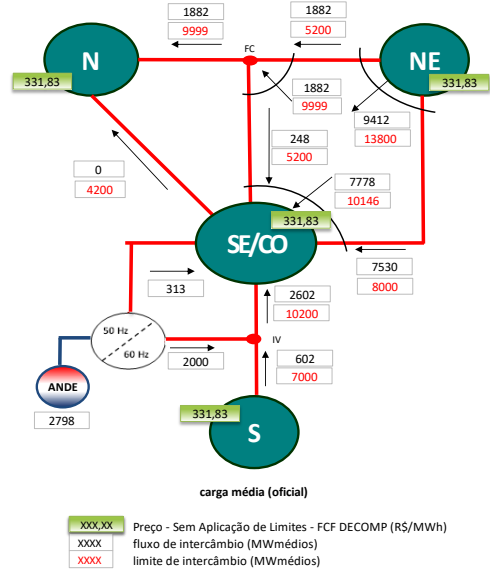 1882
9999
1882
5200
N
FC
NE
331,83
331,83
1882
9999
9412
13800
248
5200
0
4200
7778
10146
331,83
SE/CO
313
7530
8000
2602
10200
50 Hz
60 Hz
IV
2000
602
7000
ANDE
2798
331,83
S
carga média (oficial)
XXX,XX Preço - Sem Aplicação de Limites - FCF DECOMP (R$/MWh)
XXXX fluxo de intercâmbio (MWmédios)
XXXX limite de intercâmbio (MWmédios)